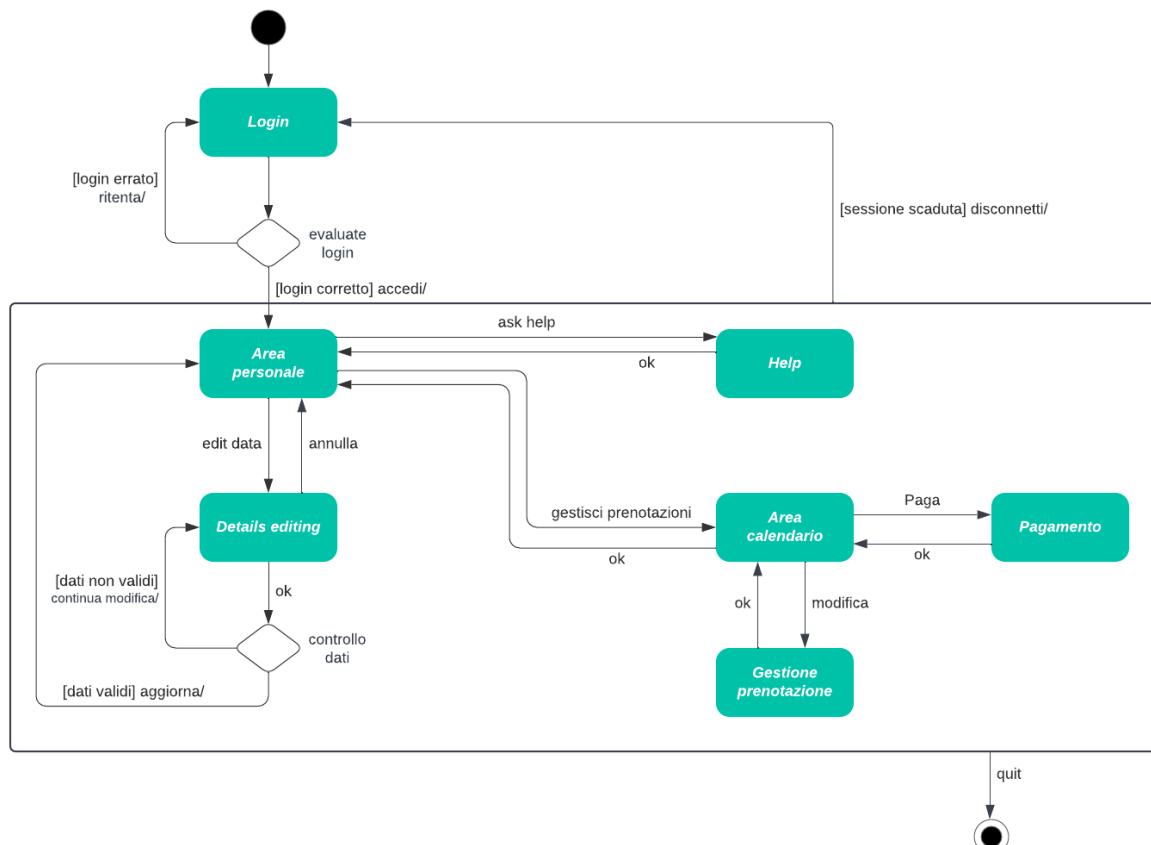 Login
[login errato]
ritenta/
[sessione scaduta] disconnetti/
evaluate
login
[login corretto] accedi/
ask help
Area
personale
ok
Help
edit data
annulla
gestisci prenotazioni
Paga
Details editing
Area
calendario
Pagamento
ok
ok
[dati non validi]
continua modifica/
ok
ok
modifica
controllo
dati
Gestione
prenotazione
[dati validi] aggiorna/
quit